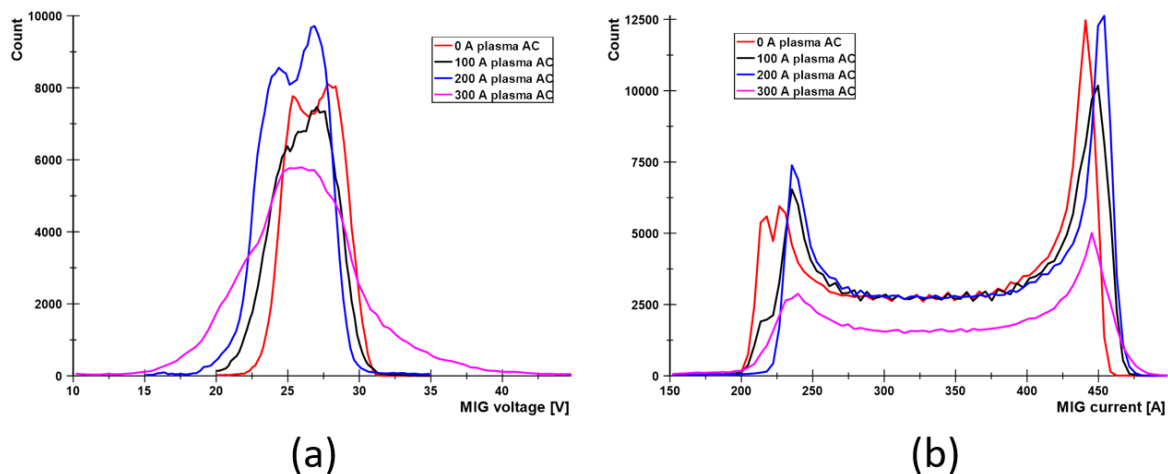 Count
10000
8000
6000
4000
2000
0
10
15
20
25
30
35
40
MIG voltage [V]
0 A plasma AC
100 A plasma AC
200 A plasma AC
300 A plasma AC
(a)
Count
12500
10000
7500
5000
2500
0
150
200
250
300
350
400
450
MIG current [A]
0 A plasma AC
100 A plasma AC
200 A plasma AC
300 A plasma AC
(b)